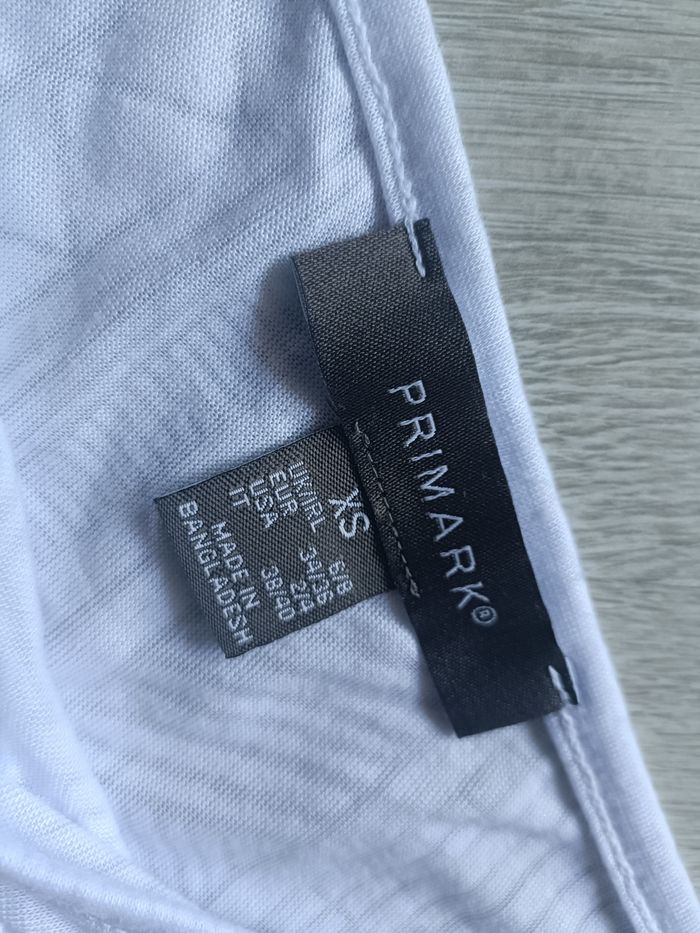 PRIMARK®
XS
UK/IRL 6/8
EUR 34/36
USA 2/4
IT 38/40
MADE IN
BANGLADESH